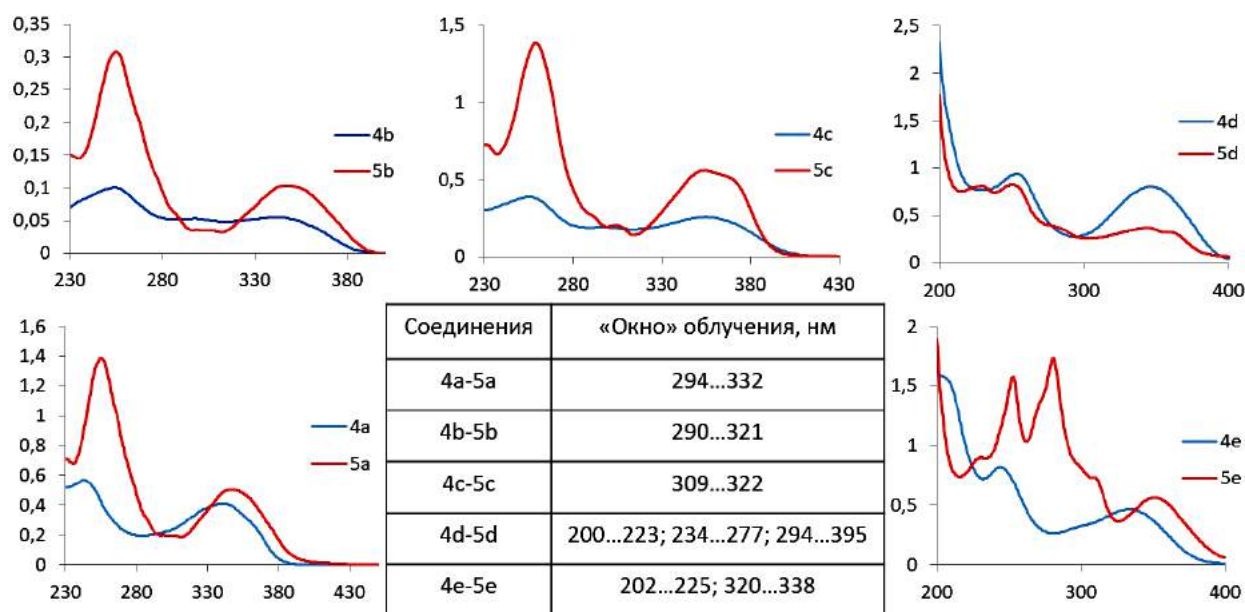 0,35
0,3
0,25
0,2
0,15
0,1
0,05
0
230 280 330 380
4b
5b
1,5
1
0,5
0
230 280 330 380 430
4c
5c
2,5
2
1,5
1
0,5
0
200 300 400
4d
5d
1,6
1,4
1,2
1
0,8
0,6
0,4
0,2
0
230 280 330 380 430
4a
5a
Соединения «Окно» облучения, нм
4a-5a 294...332
4b-5b 290...321
4c-5c 309...322
4d-5d 200...223; 234...277; 294...395
4e-5e 202...225; 320...338
2
1,5
1
0,5
0
200 300 400
4e
5e